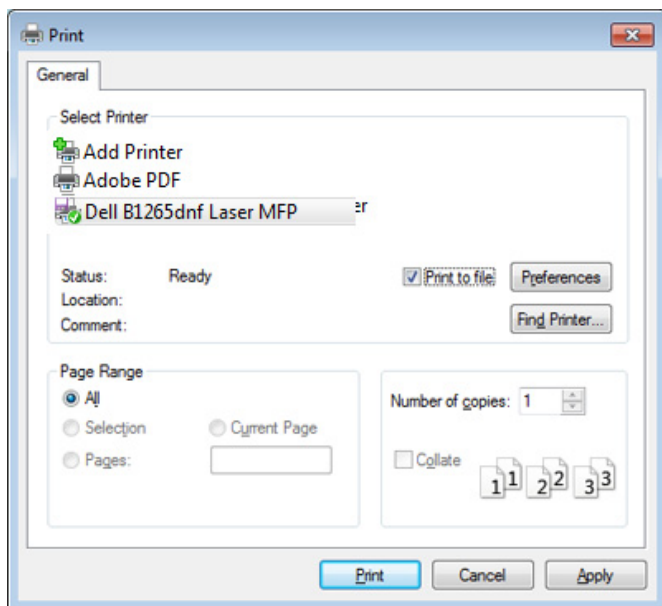 Print
General
Select Printer
Add Printer
Adobe PDF
Dell B1265dnf Laser MFP er
Status: Ready
Print to file
Preferences
Location:
Comment:
Find Printer...
Page Range
All
Selection
Current Page
Pages:
Number of copies: 1
Collate
1 1 2 2 3 3
Print Cancel Apply